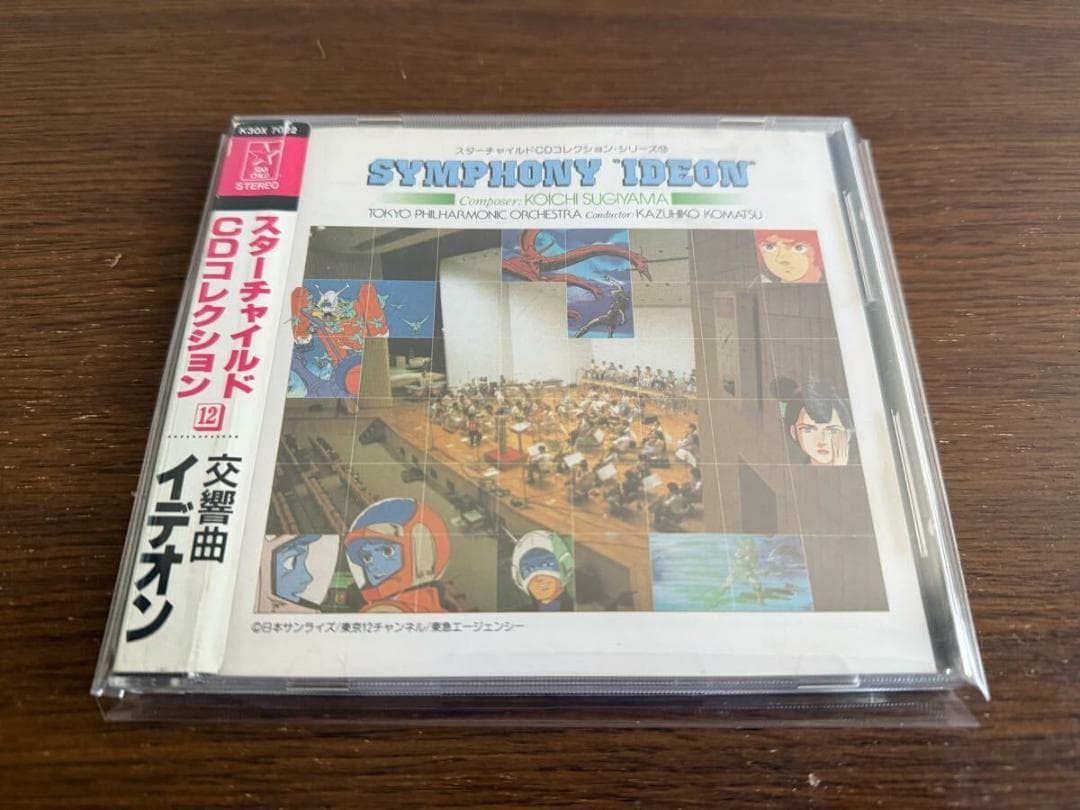 K30X 7022
STAR CHILD
STEREO
スターチャイルド
CDコレクション 12
交響曲
イデオン
スターチャイルドCDコレクション・シリーズ⑫
SYMPHONY "IDEON"
Composer: KOICHI SUGIYAMA
TOKYO PHILHARMONIC ORCHESTRA Conductor: KAZUHIKO KOMATSU
©日本サンライズ/東京12チャンネル/東急エージェンシー